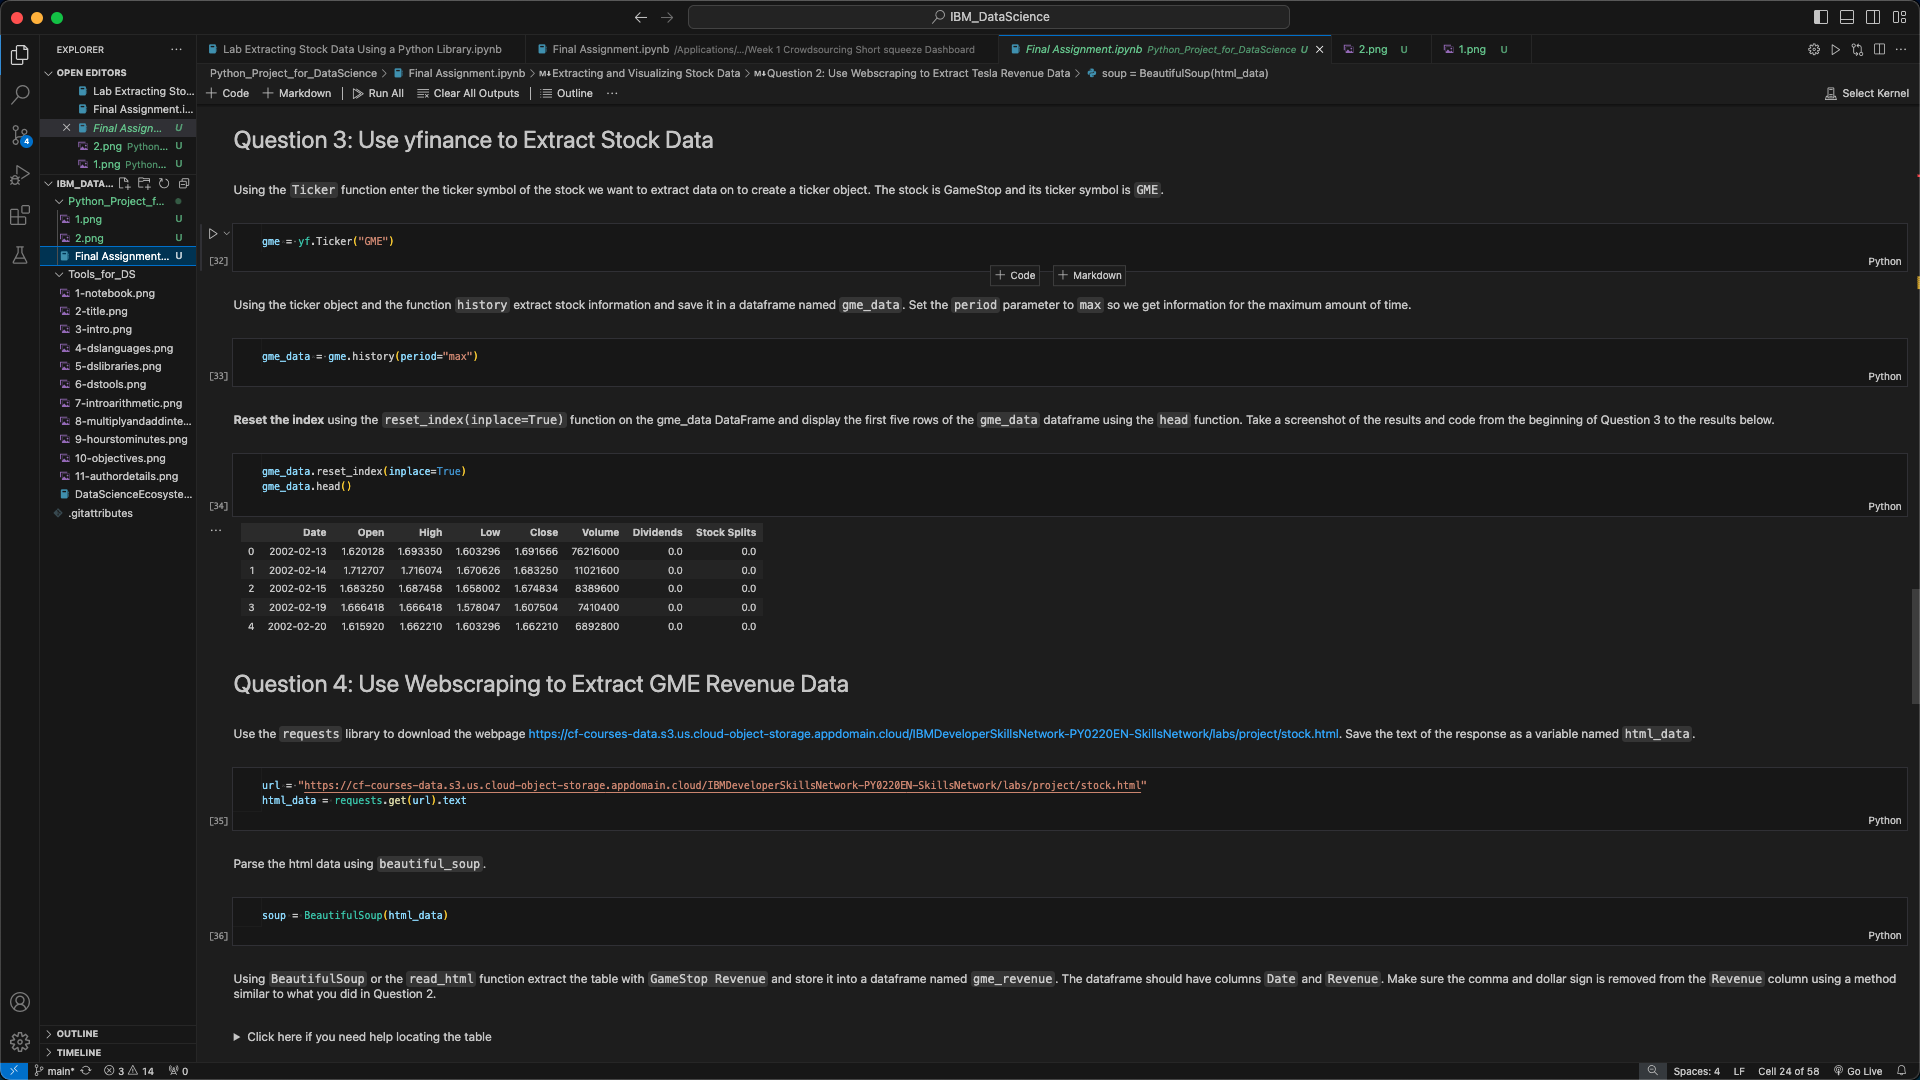 IBM_DataScience
EXPLORER
Lab Extracting Stock Data Using a Python Library.ipynb
Final Assignment.ipynb /Applications/.../Week 1 Crowdsourcing Short squeeze Dashboard
Final Assignment.ipynb Python_Project_for_DataScience U
2.png U
1.png U
OPEN EDITORS
Lab Extracting Sto...
Final Assignment.i...
Final Assign... U
2.png Python... U
1.png Python... U
IBM_DATA...
Python_Project_f...
1.png U
2.png U
Final Assignment... U
Tools_for_DS
1-notebook.png
2-title.png
3-intro.png
4-dslanguages.png
5-dslibraries.png
6-dstools.png
7-introarithmetic.png
8-multiplyandaddinte...
9-hourstominutes.png
10-objectives.png
11-authordetails.png
DataScienceEcosyste...
.gitattributes
OUTLINE
TIMELINE
Python_Project_for_DataScience > Final Assignment.ipynb > M↓Extracting and Visualizing Stock Data > M↓Question 2: Use Webscraping to Extract Tesla Revenue Data > soup = BeautifulSoup(html_data)
+ Code + Markdown | Run All Clear All Outputs | Outline ... Select Kernel
Question 3: Use yfinance to Extract Stock Data
Using the Ticker function enter the ticker symbol of the stock we want to extract data on to create a ticker object. The stock is GameStop and its ticker symbol is GME.
gme = yf.Ticker("GME")
[32] Python
+ Code + Markdown
Using the ticker object and the function history extract stock information and save it in a dataframe named gme_data. Set the period parameter to max so we get information for the maximum amount of time.
gme_data = gme.history(period="max")
[33] Python
Reset the index using the reset_index(inplace=True) function on the gme_data DataFrame and display the first five rows of the gme_data dataframe using the head function. Take a screenshot of the results and code from the beginning of Question 3 to the results below.
gme_data.reset_index(inplace=True)
gme_data.head()
[34] Python
...
Date Open High Low Close Volume Dividends Stock Splits
0 2002-02-13 1.620128 1.693350 1.603296 1.691666 76216000 0.0 0.0
1 2002-02-14 1.712707 1.716074 1.670626 1.683250 11021600 0.0 0.0
2 2002-02-15 1.683250 1.687458 1.658002 1.674834 8389600 0.0 0.0
3 2002-02-19 1.666418 1.666418 1.578047 1.607504 7410400 0.0 0.0
4 2002-02-20 1.615920 1.662210 1.603296 1.662210 6892800 0.0 0.0
Question 4: Use Webscraping to Extract GME Revenue Data
Use the requests library to download the webpage https://cf-courses-data.s3.us.cloud-object-storage.appdomain.cloud/IBMDeveloperSkillsNetwork-PY0220EN-SkillsNetwork/labs/project/stock.html. Save the text of the response as a variable named html_data.
url = "https://cf-courses-data.s3.us.cloud-object-storage.appdomain.cloud/IBMDeveloperSkillsNetwork-PY0220EN-SkillsNetwork/labs/project/stock.html"
html_data = requests.get(url).text
[35] Python
Parse the html data using beautiful_soup.
soup = BeautifulSoup(html_data)
[36] Python
Using BeautifulSoup or the read_html function extract the table with GameStop Revenue and store it into a dataframe named gme_revenue. The dataframe should have columns Date and Revenue. Make sure the comma and dollar sign is removed from the Revenue column using a method
similar to what you did in Question 2.
Click here if you need help locating the table
4
main* 3 14 0
Spaces: 4 LF Cell 24 of 58 Go Live